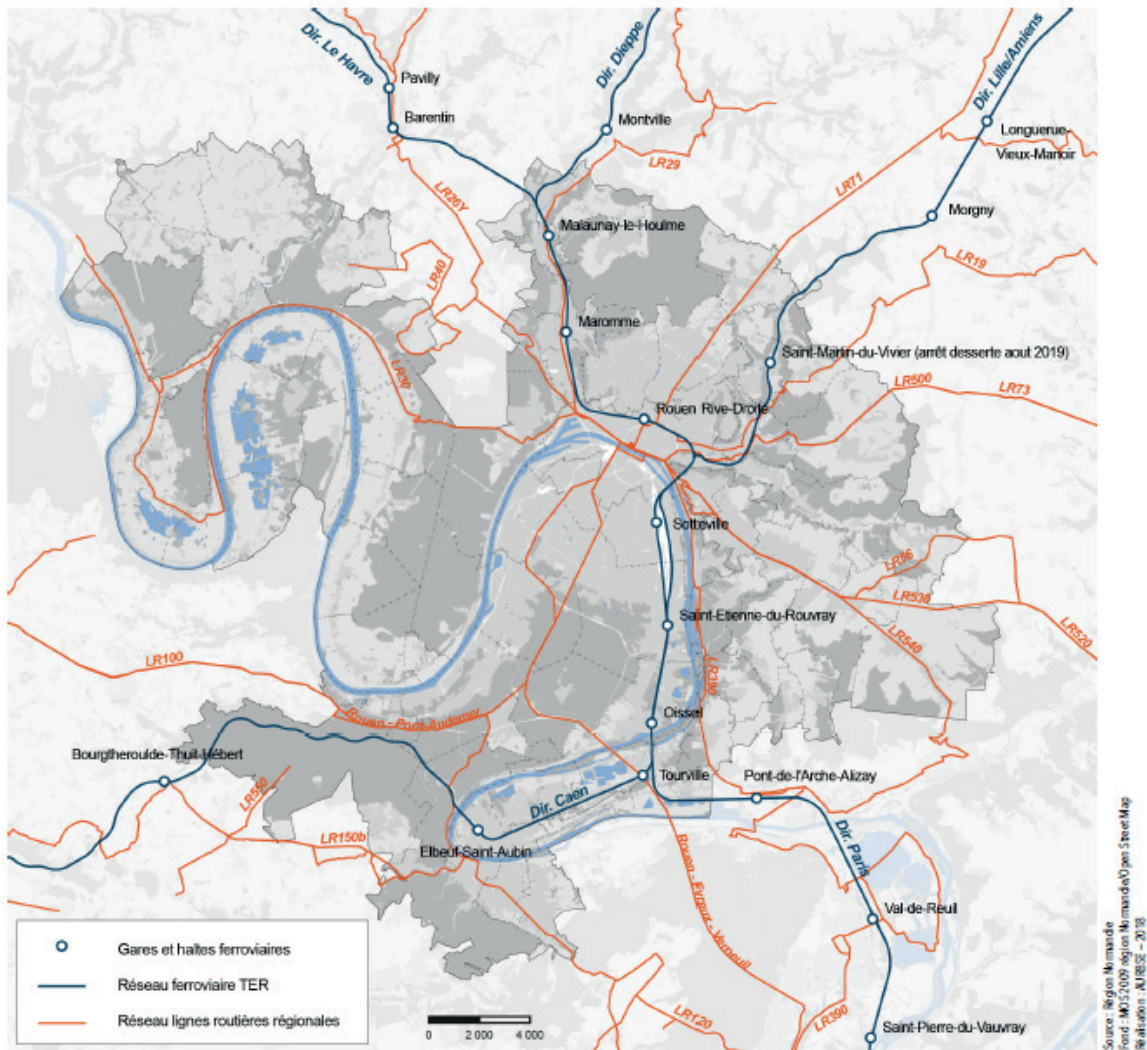 Dir. Le Havre
Dir. Dieppe
Dir. Lille/Amiens
Pavilly
Barentin
Montville
Longuerue-
Vieux-Manoir
LR29
LR71
LR26Y
Morgny
Malaunay-le-Houlme
LR40
LR19
Maromme
Saint-Martin-du-Vivier (arrêt desserte aout 2019)
LR30
LR500
LR73
Rouen Rive-Droite
Sotteville
LR56
LR530
Saint-Etienne-du-Rouvray
LR540
LR520
LR100
LR390
Rouen - Pont-Audemer
Oissel
Bourgtheroulde-Thuit-Hébert
Tourville
Pont-de-l'Arche-Alizay
LR550
Dir. Caen
LR150b
Elbeuf-Saint-Aubin
Dir. Paris
Rouen - Evreux - Verneuil
Val-de-Reuil
Gares et haltes ferroviaires
Réseau ferroviaire TER
Réseau lignes routières régionales
0 2 000 4 000
LR120
LR390
Saint-Pierre-du-Vauvray
Source : Région Normandie
Fond : MOS 2009 région Normandie/Open Street Map
Réalisation : AURBSE – 2018